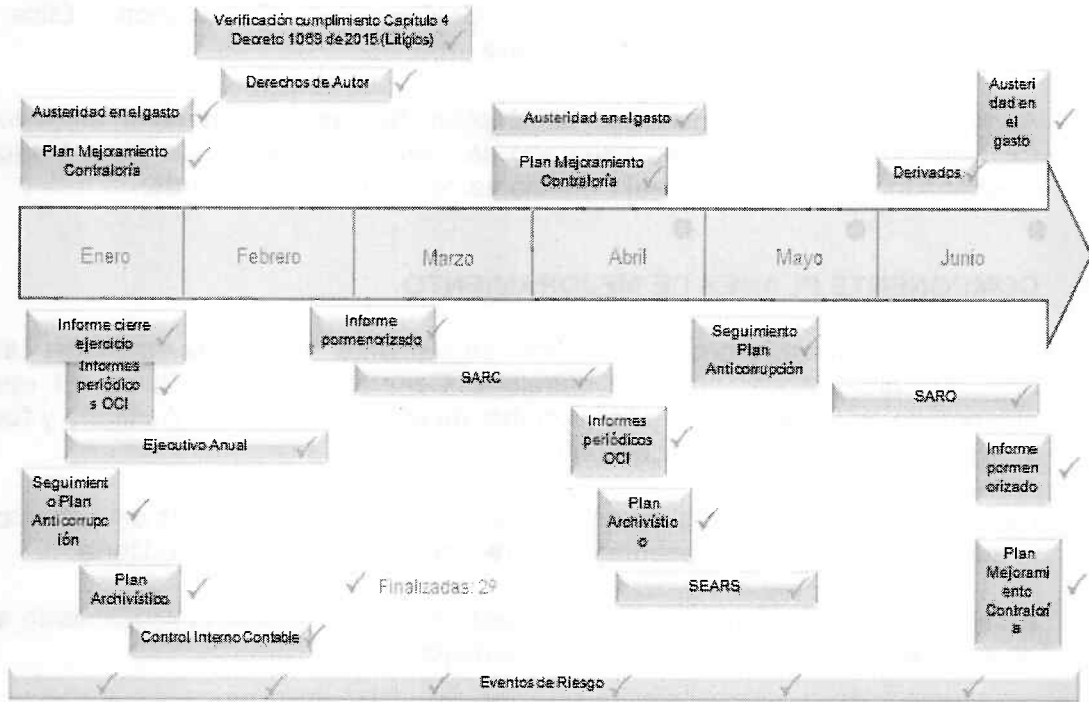 Verificación cumplimiento Capítulo 4
Decreto 1069 de 2015 (Litigios)
Derechos de Autor
Austeridad en el gasto
Plan Mejoramiento
Contraloría
Austeridad en el gasto
Plan Mejoramiento
Contraloría
Austeri
dad en
el
gasto
Derivados
Enero
Febrero
Marzo
Abril
Mayo
Junio
COMPONENTE PLANES DE MEJORAMIENTO
Informe cierre
ejercicio
Informes
periódico
s OCI
Ejecutivo Anual
Seguimient
o Plan
Anticorrupc
ión
Plan
Archivístico
Control Interno Contable
Informe
pormenorizado
SARC
Finalizadas: 29
Informes
periódicos
OCI
Plan
Archivístic
o
SEARS
Seguimiento
Plan
Anticorrupción
SARO
Informe
pormen
orizado
Plan
Mejorami
ento
Contralorí
a
Eventos de Riesgo